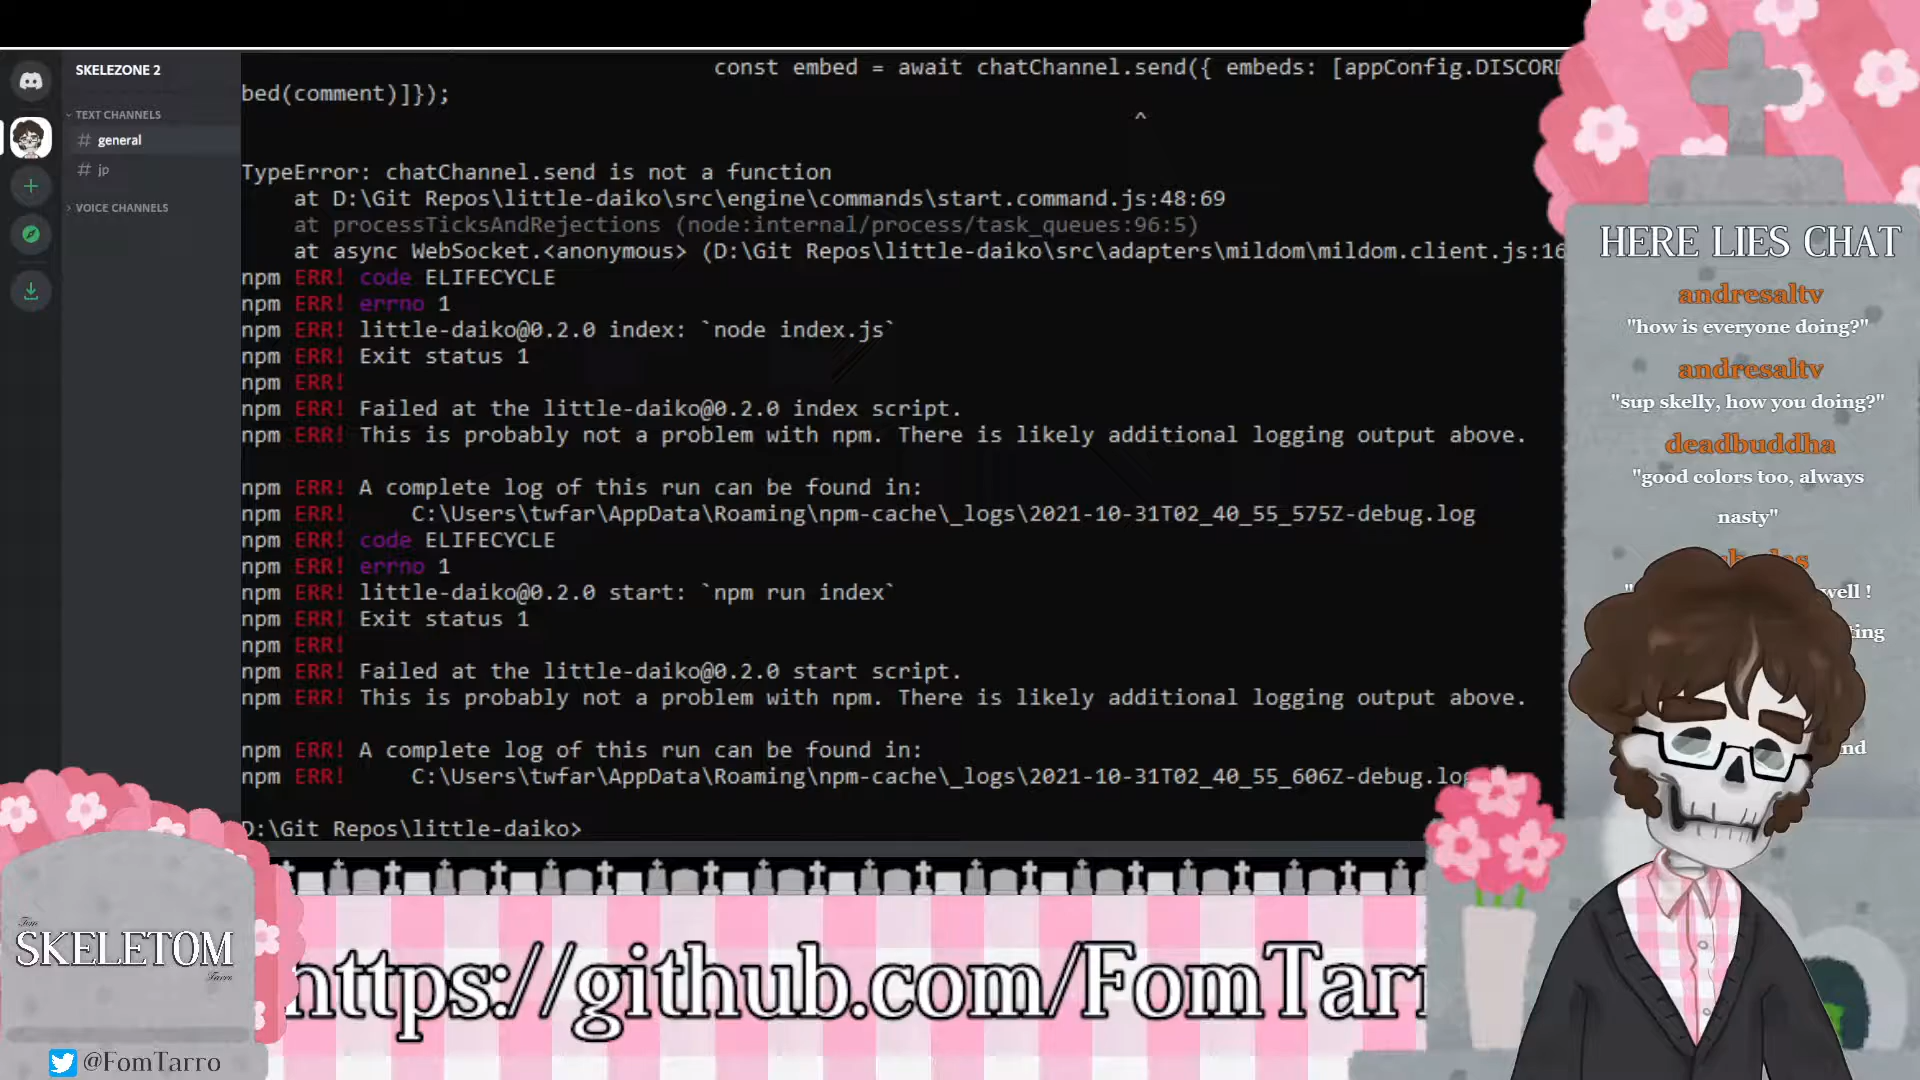 SKELEZONE 2
TEXT CHANNELS
# general
# jp
VOICE CHANNELS
const embed = await chatChannel.send({ embeds: [appConfig.DISCORD
bed(comment)]});
^
TypeError: chatChannel.send is not a function
at D:\Git Repos\little-daiko\src\engine\commands\start.command.js:48:69
at processTicksAndRejections (node:internal/process/task_queues:96:5)
at async WebSocket.<anonymous> (D:\Git Repos\little-daiko\src\adapters\mildom\mildom.client.js:16
npm ERR! code ELIFECYCLE
npm ERR! errno 1
npm ERR! little-daiko@0.2.0 index: `node index.js`
npm ERR! Exit status 1
npm ERR!
npm ERR! Failed at the little-daiko@0.2.0 index script.
npm ERR! This is probably not a problem with npm. There is likely additional logging output above.
npm ERR! A complete log of this run can be found in:
npm ERR! C:\Users\twfar\AppData\Roaming\npm-cache\_logs\2021-10-31T02_40_55_575Z-debug.log
npm ERR! code ELIFECYCLE
npm ERR! errno 1
npm ERR! little-daiko@0.2.0 start: `npm run index`
npm ERR! Exit status 1
npm ERR!
npm ERR! Failed at the little-daiko@0.2.0 start script.
npm ERR! This is probably not a problem with npm. There is likely additional logging output above.
npm ERR! A complete log of this run can be found in:
npm ERR! C:\Users\twfar\AppData\Roaming\npm-cache\_logs\2021-10-31T02_40_55_606Z-debug.log
D:\Git Repos\little-daiko>
HERE LIES CHAT
andresaltv
"how is everyone doing?"
andresaltv
"sup skelly, how you doing?"
deadbuddha
"good colors too, always
nasty"
well !
Tom
SKELETOM
Tarro
@FomTarro
https://github.com/FomTarr